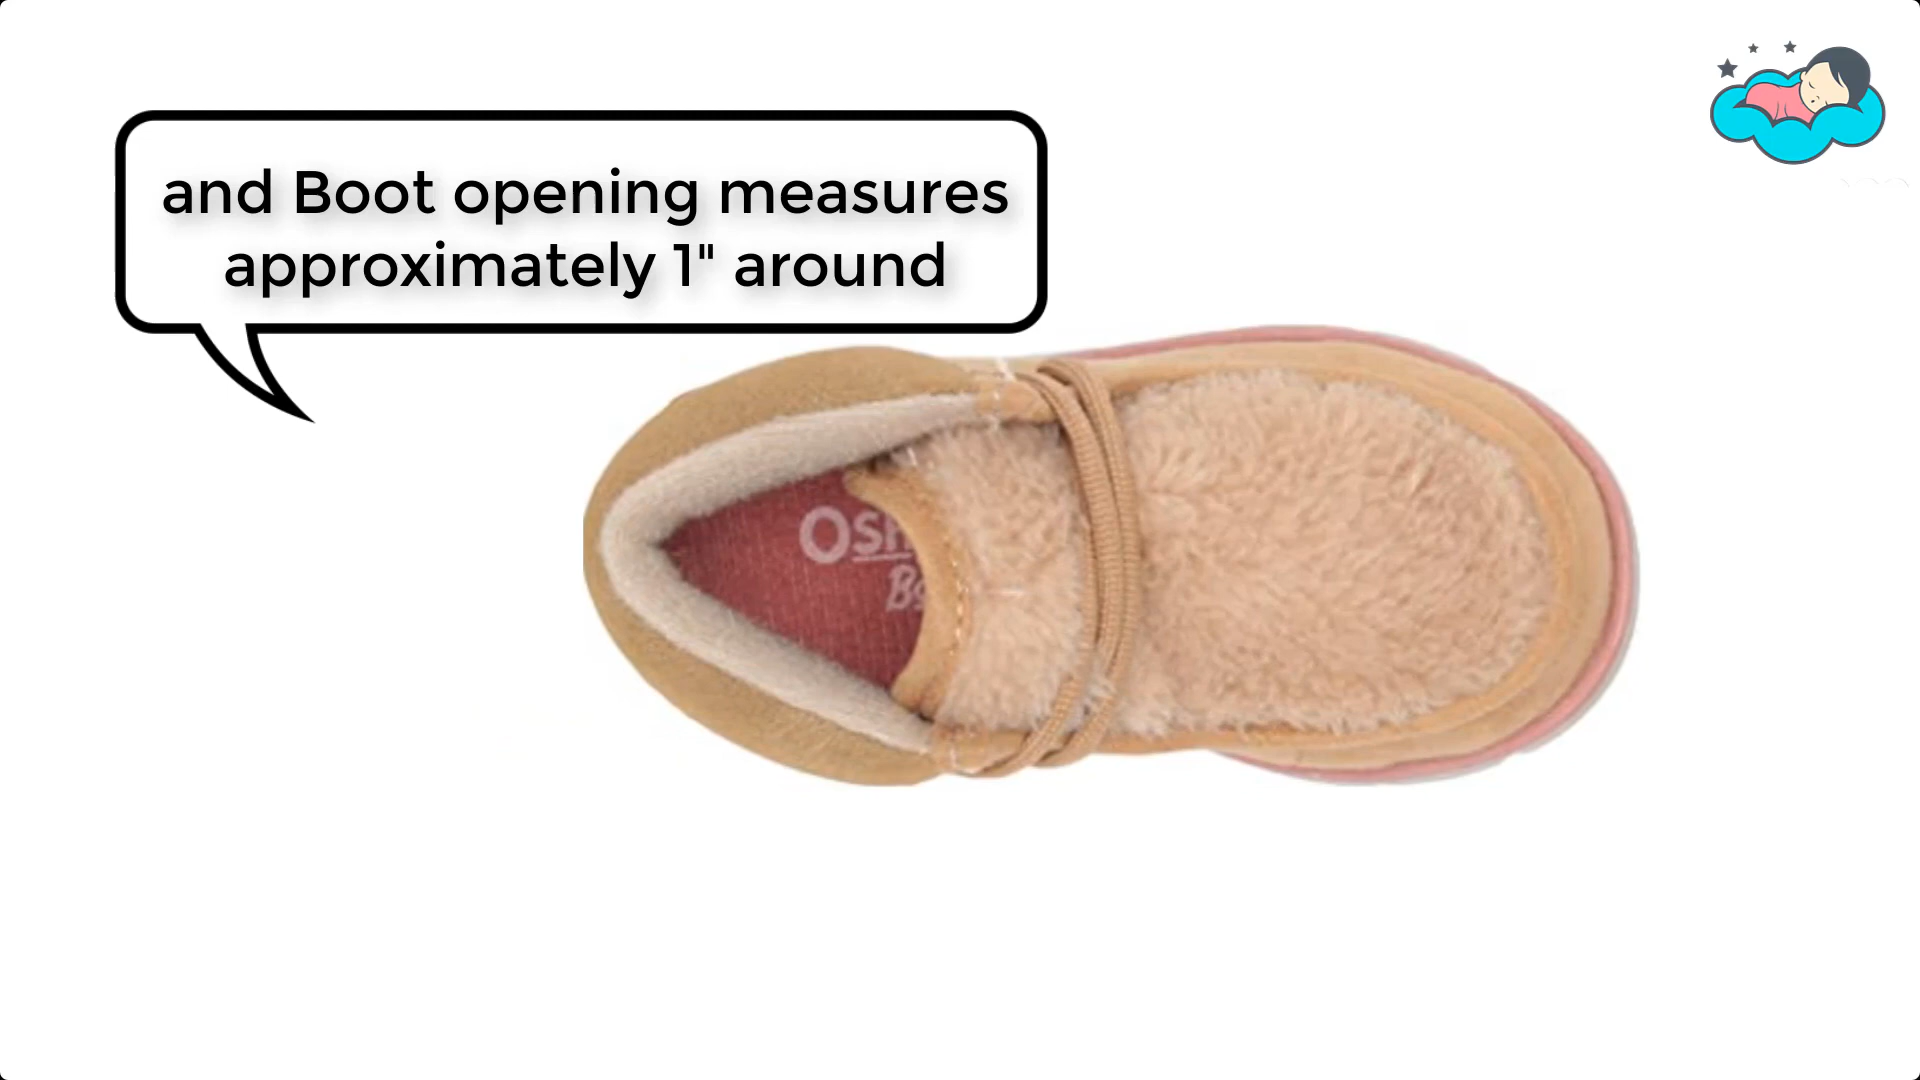 and Boot opening measures
approximately 1" around